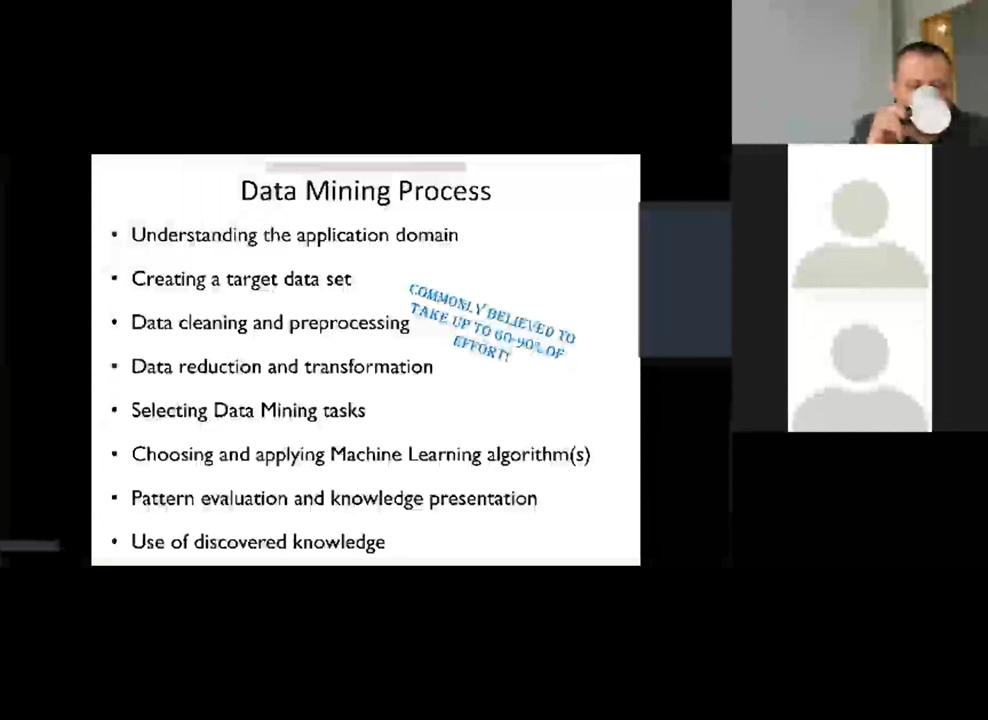 Data Mining Process
• Understanding the application domain
• Creating a target data set
COMMONLY BELIEVED TO
TAKE UP TO 60-90% OF
EFFORT!
• Data cleaning and preprocessing
• Data reduction and transformation
• Selecting Data Mining tasks
• Choosing and applying Machine Learning algorithm(s)
• Pattern evaluation and knowledge presentation
• Use of discovered knowledge